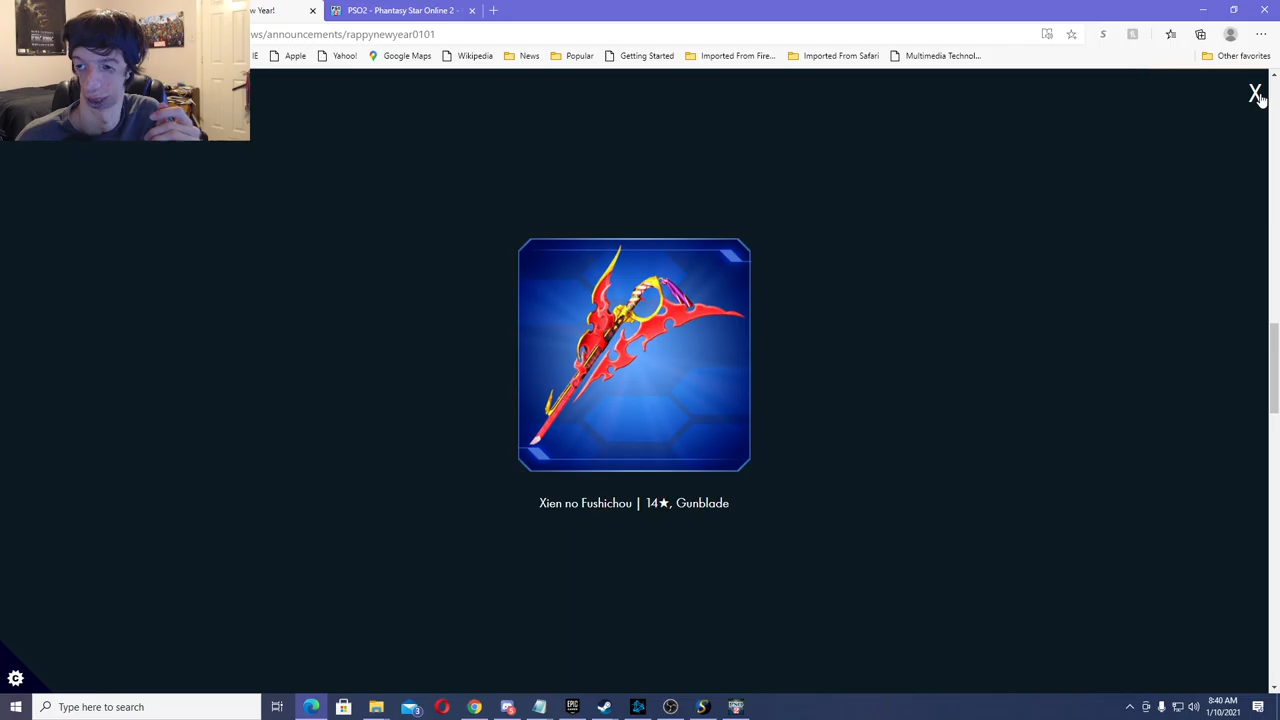 w Year!
PSO2 - Phantasy Star Online 2 -
ws/announcements/rappynewyear0101
IE
Apple
Yahoo!
Google Maps
Wikipedia
News
Popular
Getting Started
Imported From Fire...
Imported From Safari
Multimedia Technol...
Other favorites
X
Xien no Fushichou | 14★, Gunblade
Type here to search
3
8:40 AM
1/10/2021